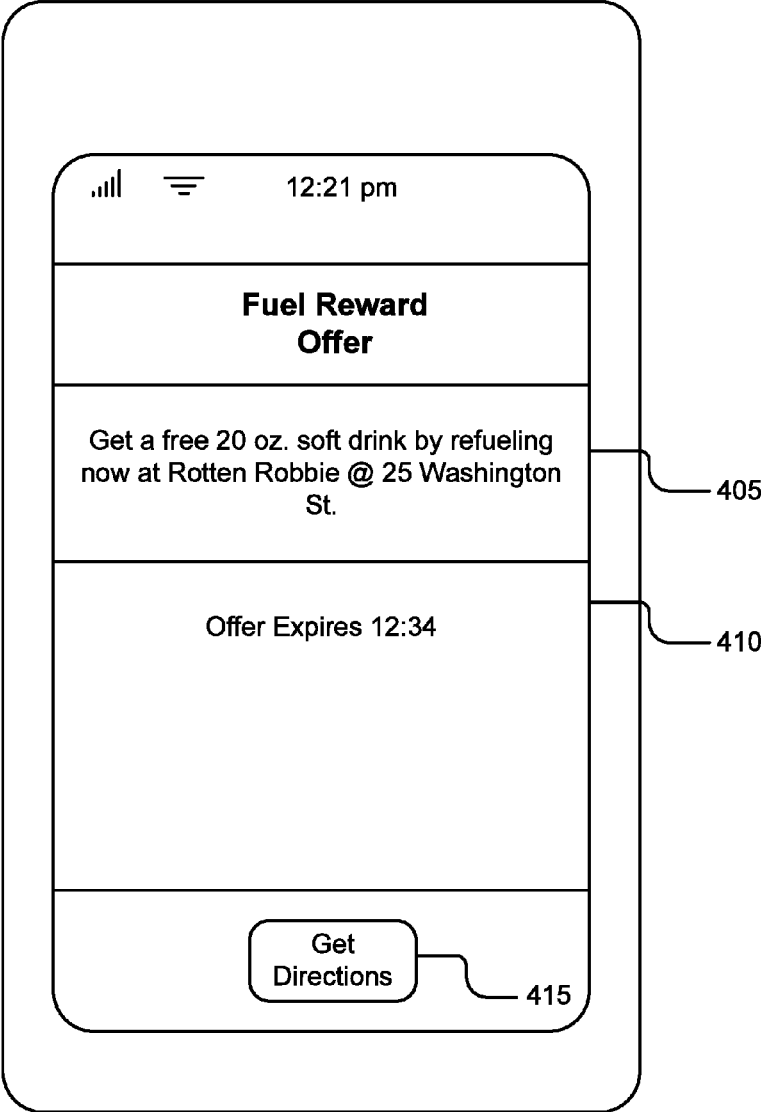 12:21 pm
Fuel Reward
Offer
Get a free 20 oz. soft drink by refueling
now at Rotten Robbie @ 25 Washington
St.
405
Offer Expires 12:34
410
Get
Directions
415